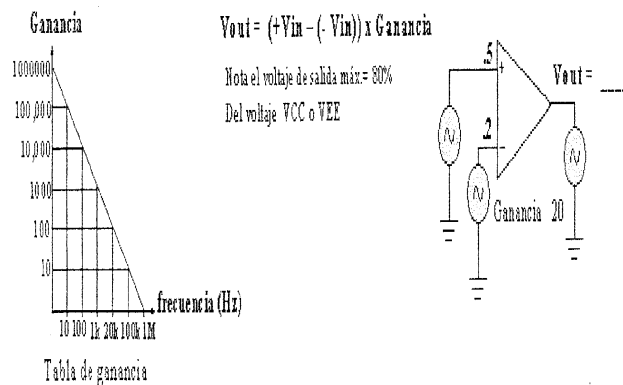 Ganancia
1000000
100,000
10,000
1000
100
10
10 100 1k 20k 100k 1M
frecuencia (Hz)
Tabla de ganancia
Vout = (+Vin – (- Vin)) x Ganancia
Nota el voltaje de salida máx.= 80%
Del voltaje VCC o VEE
.5
+
Vout = __
.2
–
Ganancia 20